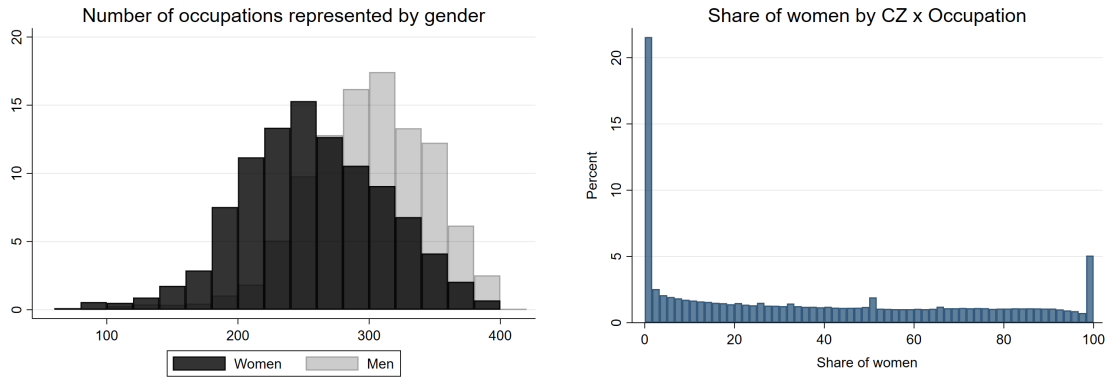 Number of occupations represented by gender
20
15
10
5
0
100 200 300 400
Women Men
Share of women by CZ x Occupation
Percent
20
15
10
5
0
0 20 40 60 80 100
Share of women